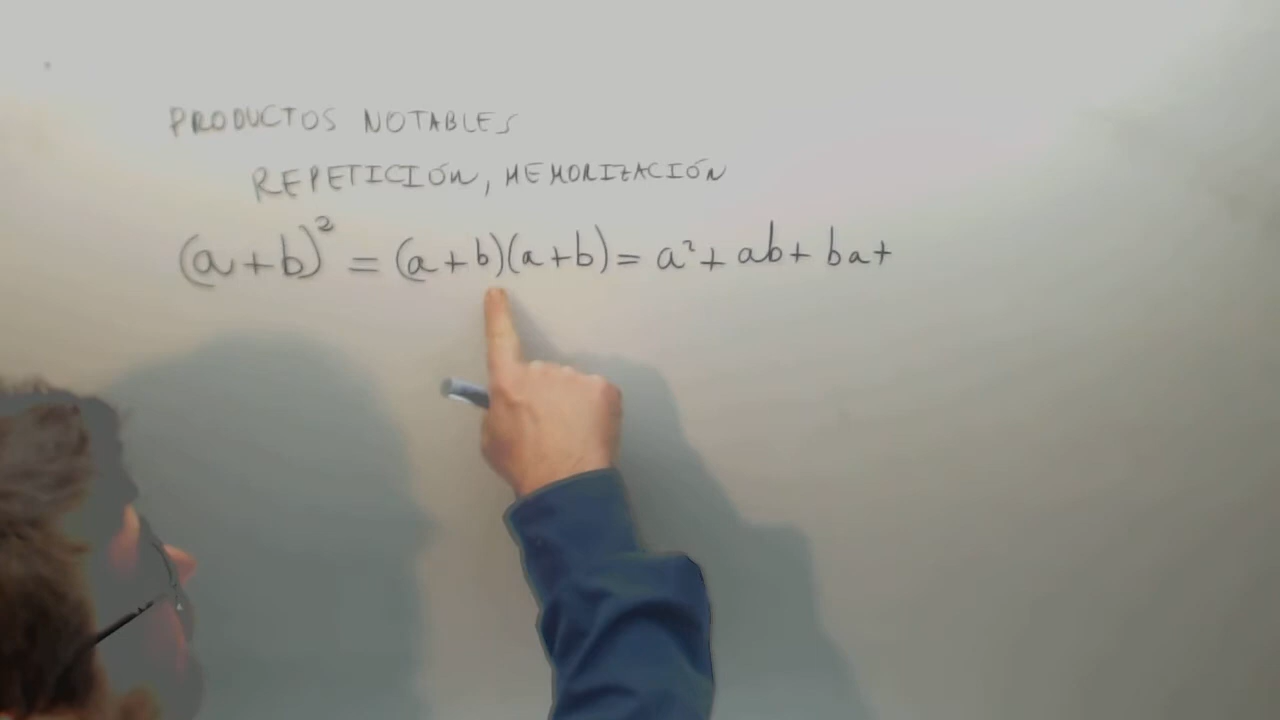 PRODUCTOS NOTABLES
REPETICIÓN, MEMORIZACIÓN
(a+b)² = (a+b)(a+b) = a² + ab + ba +